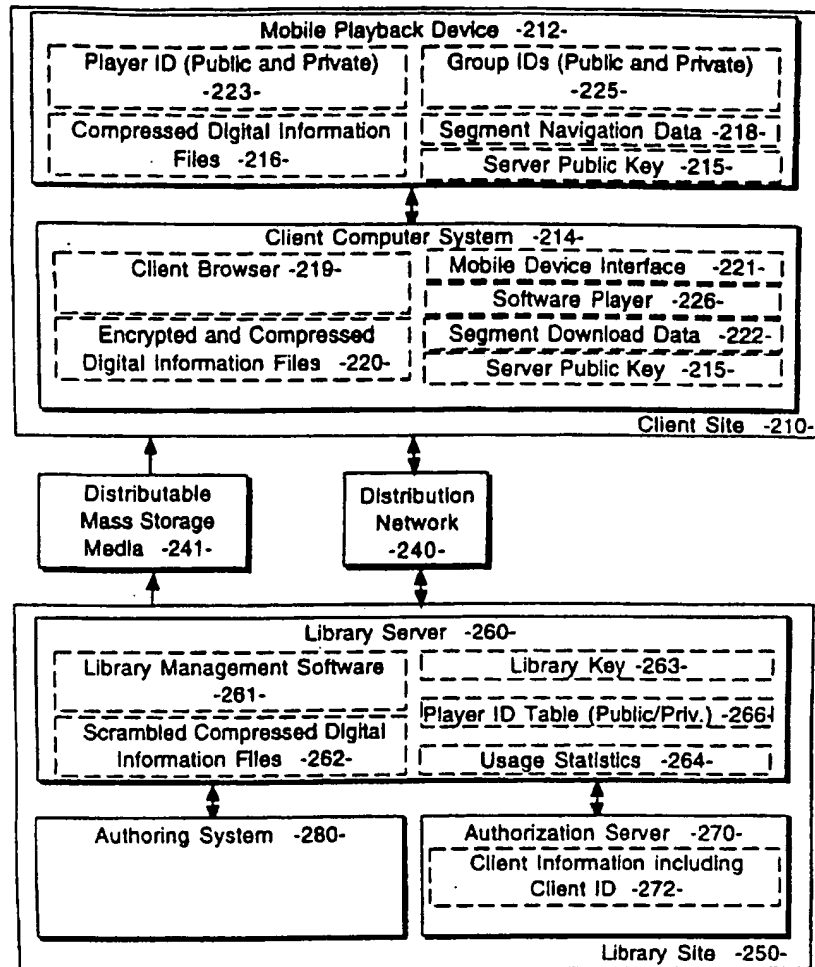 Mobile Playback Device -212-
Player ID (Public and Private)
-223-
Group IDs (Public and Private)
-225-
Compressed Digital Information
Files -216-
Segment Navigation Data -218-
Server Public Key -215-
Client Computer System -214-
Client Browser -219-
Mobile Device Interface -221-
Software Player -226-
Encrypted and Compressed
Digital Information Files -220-
Segment Download Data -222-
Server Public Key -215-
Client Site -210-
Distributable
Mass Storage
Media -241-
Distribution
Network
-240-
Library Server -260-
Library Management Software
-261-
Library Key -263-
Player ID Table (Public/Priv.) -266-
Scrambled Compressed Digital
Information Files -262-
Usage Statistics -264-
Authoring System -280-
Authorization Server -270-
Client Information including
Client ID -272-
Library Site -250-